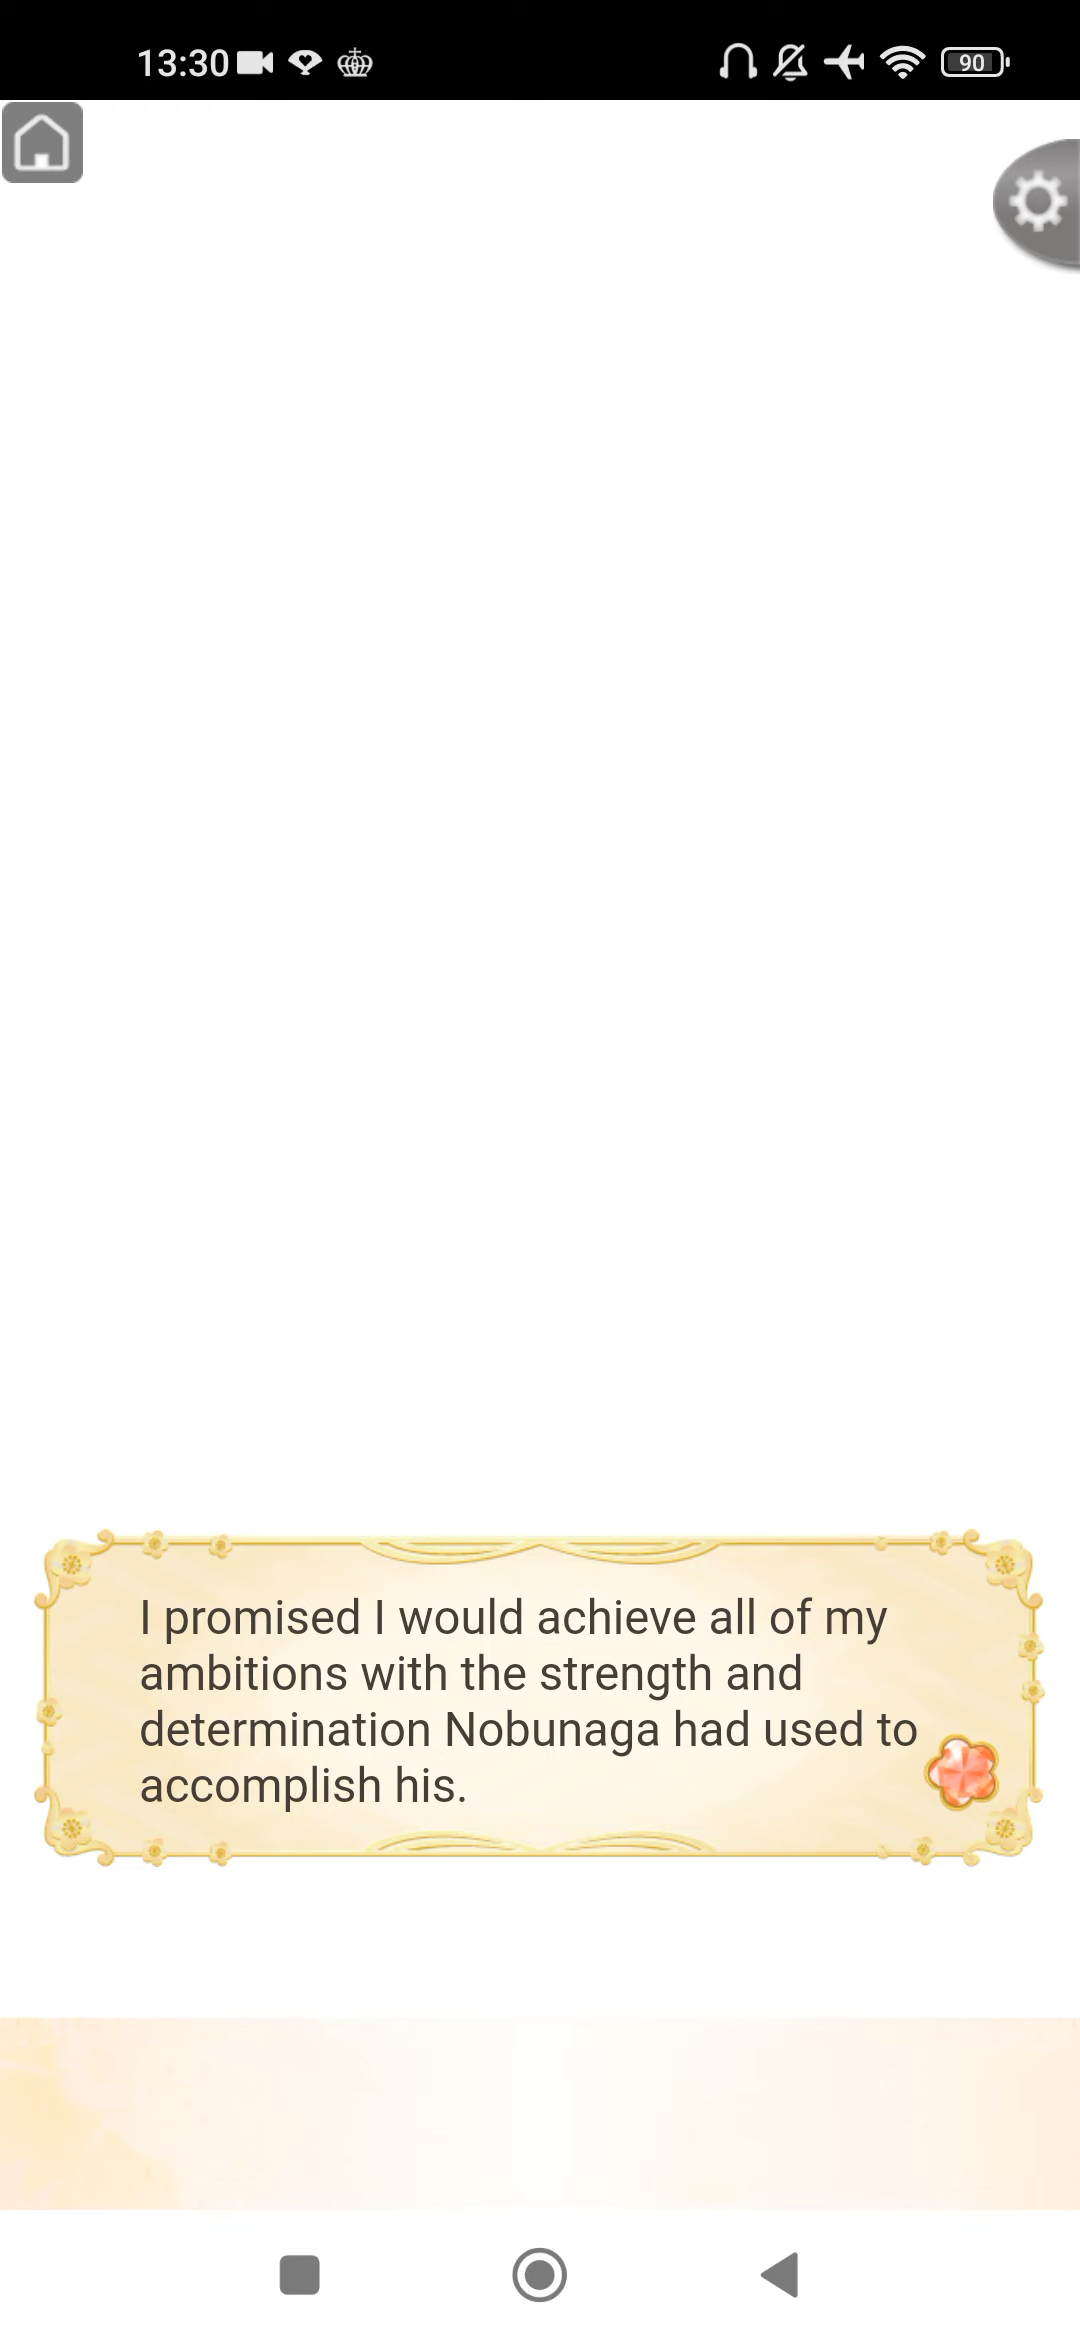 13:30
90
I promised I would achieve all of my
ambitions with the strength and
determination Nobunaga had used to
accomplish his.